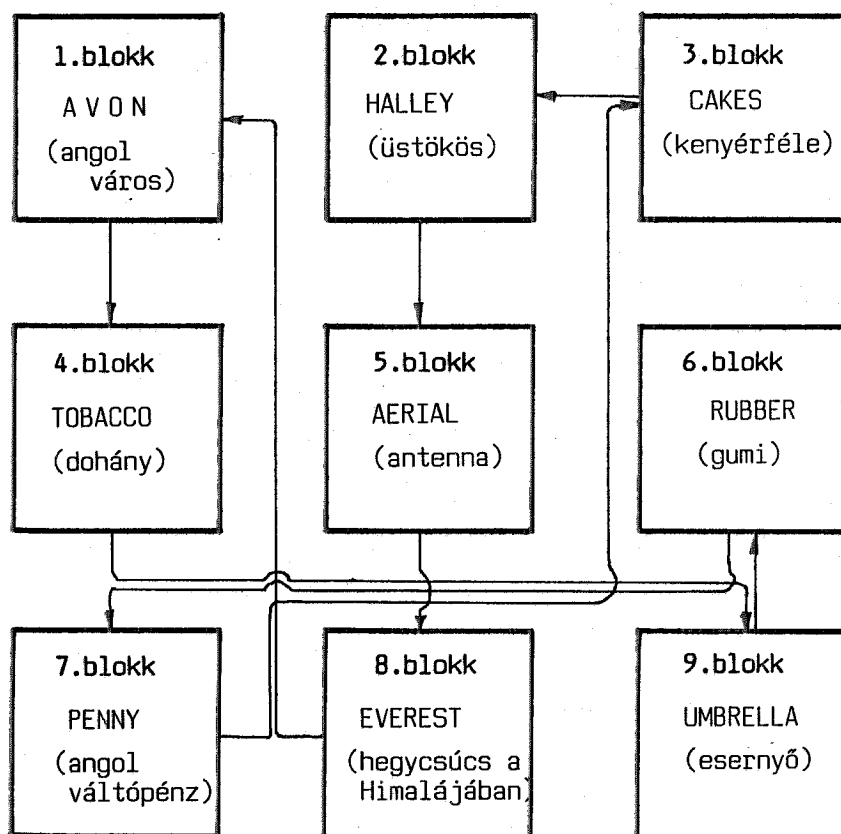 1.blokk
A V O N
(angol
város)
2.blokk
HALLEY
(üstökös)
3.blokk
CAKES
(kenyérféle)
4.blokk
TOBACCO
(dohány)
5.blokk
AERIAL
(antenna)
6.blokk
RUBBER
(gumi)
7.blokk
PENNY
(angol
váltópénz)
8.blokk
EVEREST
(hegycsúcs a
Himalájában)
9.blokk
UMBRELLA
(esernyő)